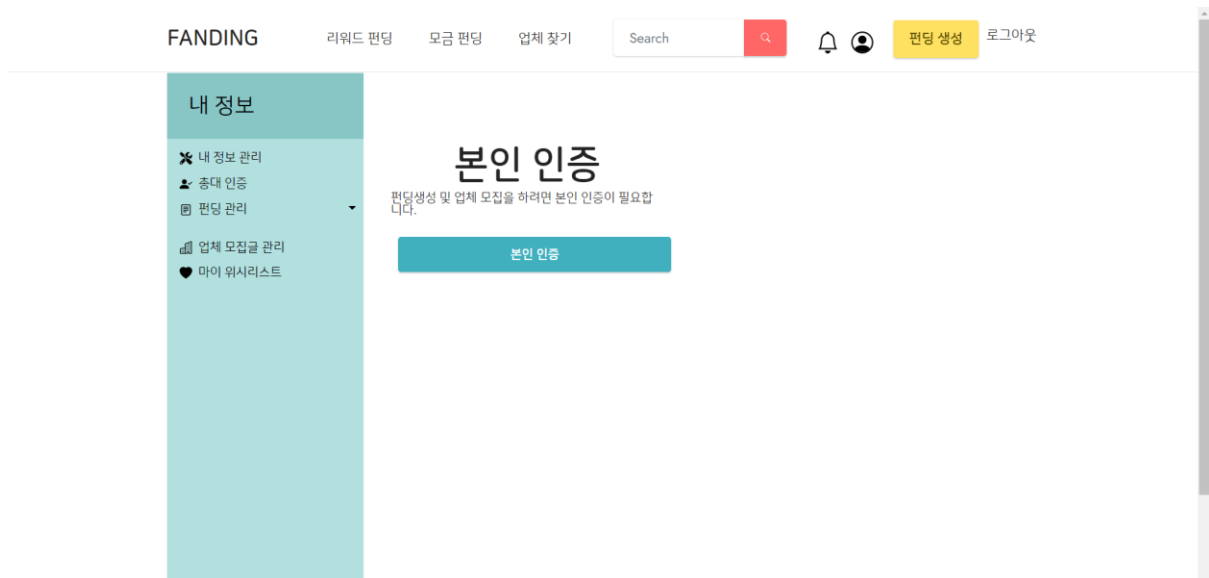 FANDING 리워드 펀딩 모금 펀딩 업체 찾기 Search 펀딩 생성 로그아웃
내 정보
내 정보 관리
총대 인증
펀딩 관리
업체 모집글 관리
마이 위시리스트
본인 인증
펀딩생성 및 업체 모집을 하려면 본인 인증이 필요합
니다.
본인 인증